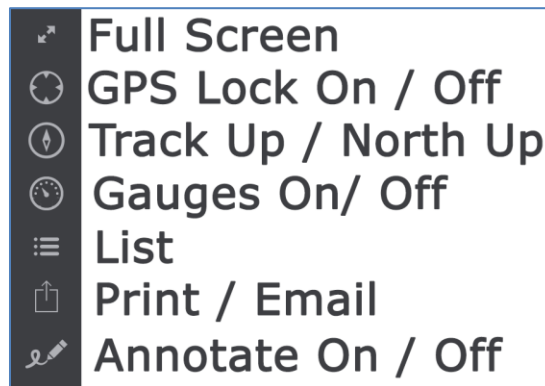 Full Screen
GPS Lock On / Off
Track Up / North Up
Gauges On/ Off
List
Print / Email
Annotate On / Off